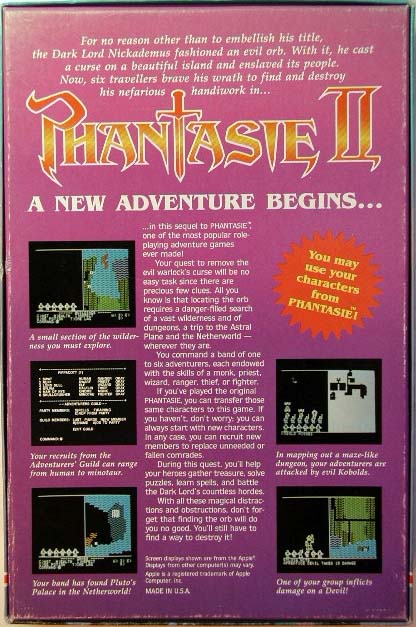 For no reason other than to embellish his title,
the Dark Lord Nickademus fashioned an evil orb. With it, he cast
a curse on a beautiful island and enslaved its people.
Now, six travellers brave his wrath to find and destroy
his nefarious handiwork in...
PHANTASIE II
A NEW ADVENTURE BEGINS...
...in this sequel to PHANTASIE™,
one of the most popular role-
playing adventure games
ever made!
Your quest to remove the
evil warlock's curse will be no
easy task since there are
precious few clues. All you
know is that locating the orb
requires a danger-filled search
of a vast wilderness and of
dungeons, a trip to the Astral
Plane and the Netherworld —
wherever they are.
You command a band of one
to six adventurers, each endowed
with the skills of a monk, priest,
wizard, ranger, thief, or fighter.
If you've played the original
PHANTASIE, you can transfer those
same characters to this game. If
you haven't, don't worry; you can
always start with new characters.
In any case, you can recruit new
members to replace unneeded or
fallen comrades.
During this quest, you'll help
your heroes gather treasure, solve
puzzles, learn spells, and battle
the Dark Lord's countless hordes.
With all these magical distrac-
tions and obstructions, don't for-
get that finding the orb will do
you no good. You'll still have to
find a way to destroy it!
Screen displays shown are from the Apple®
Displays from other computer(s) may vary.
Apple is a registered trademark of Apple
Computer, Inc.
MADE IN U.S.A.
A small section of the wilder-
ness you must explore.
ADVENTURERS GUILD
PARTY MEMBERS:
GUILD MEMBERS:
EXIT GUILD
COMMAND:
Your recruits from the
Adventurers' Guild can range
from human to minotaur.
Your band has found Pluto's
Palace in the Netherworld!
You may
use your
characters
from
PHANTASIE™!
In mapping out a maze-like
dungeon, your adventurers are
attacked by evil Kobolds.
One of your group inflicts
damage on a Devil!